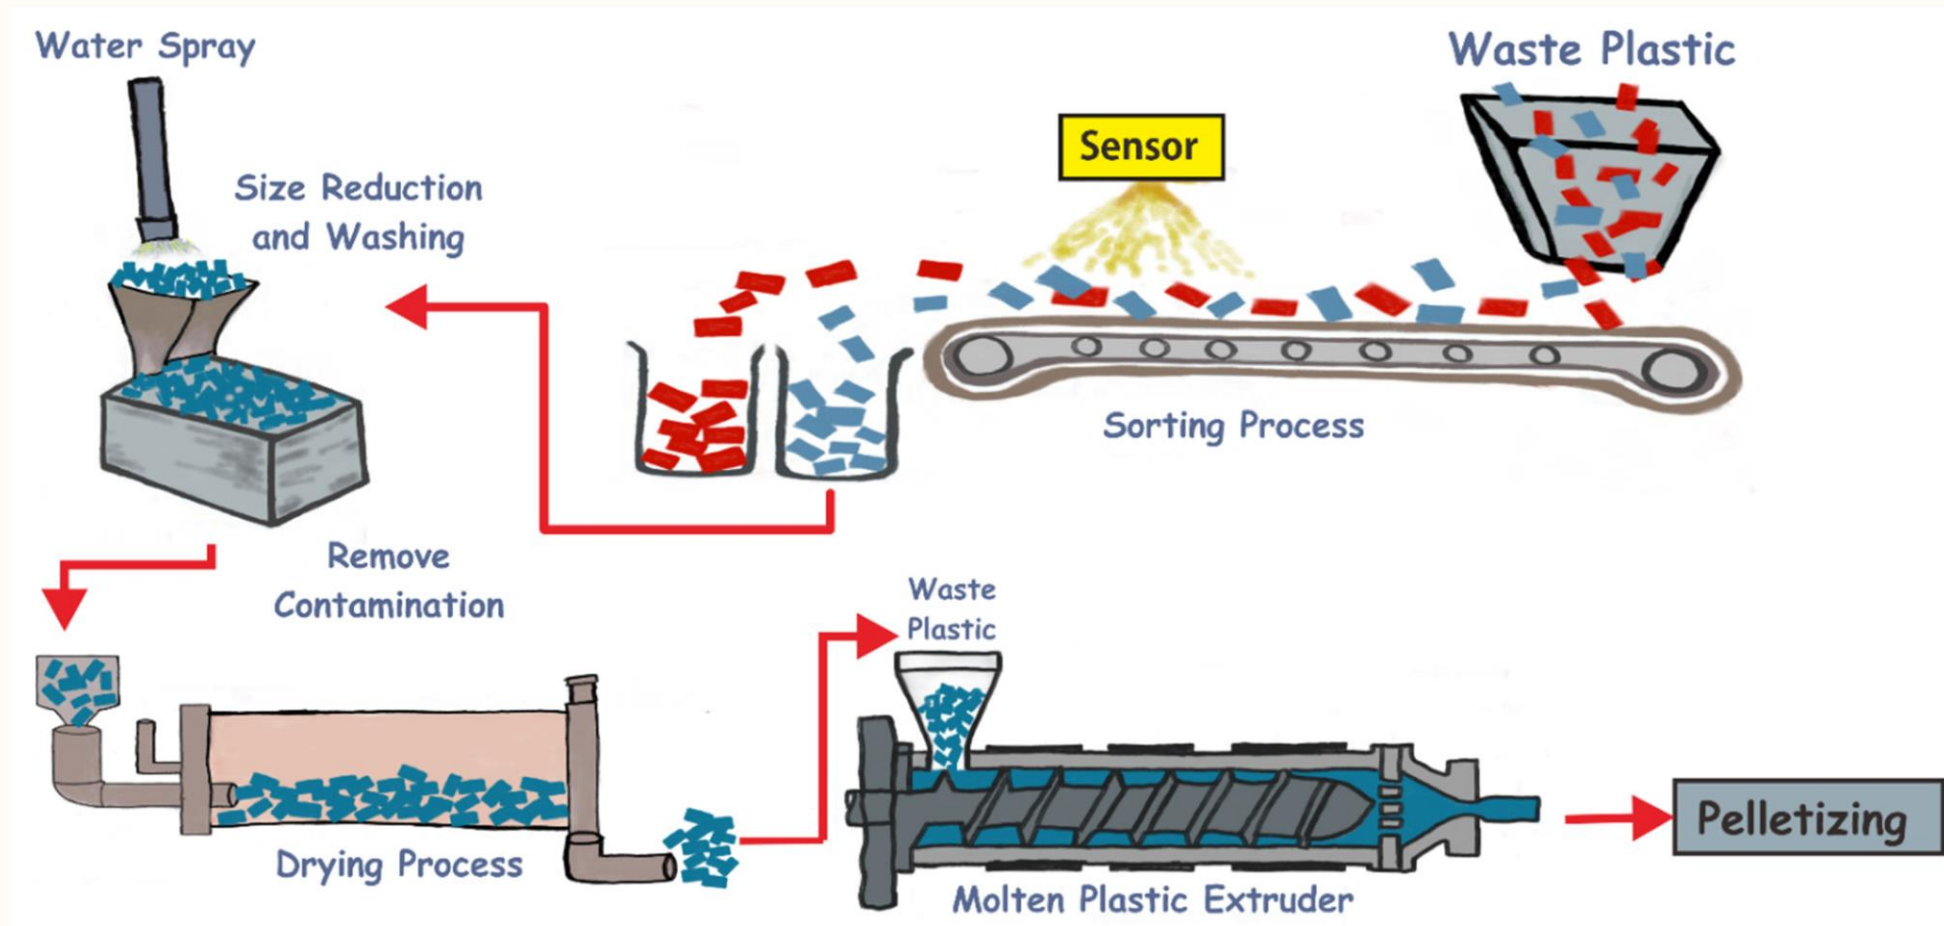 Water Spray
Waste Plastic
Sensor
Size Reduction
and Washing
Sorting Process
Remove
Contamination
Waste
Plastic
Pelletizing
Drying Process
Molten Plastic Extruder